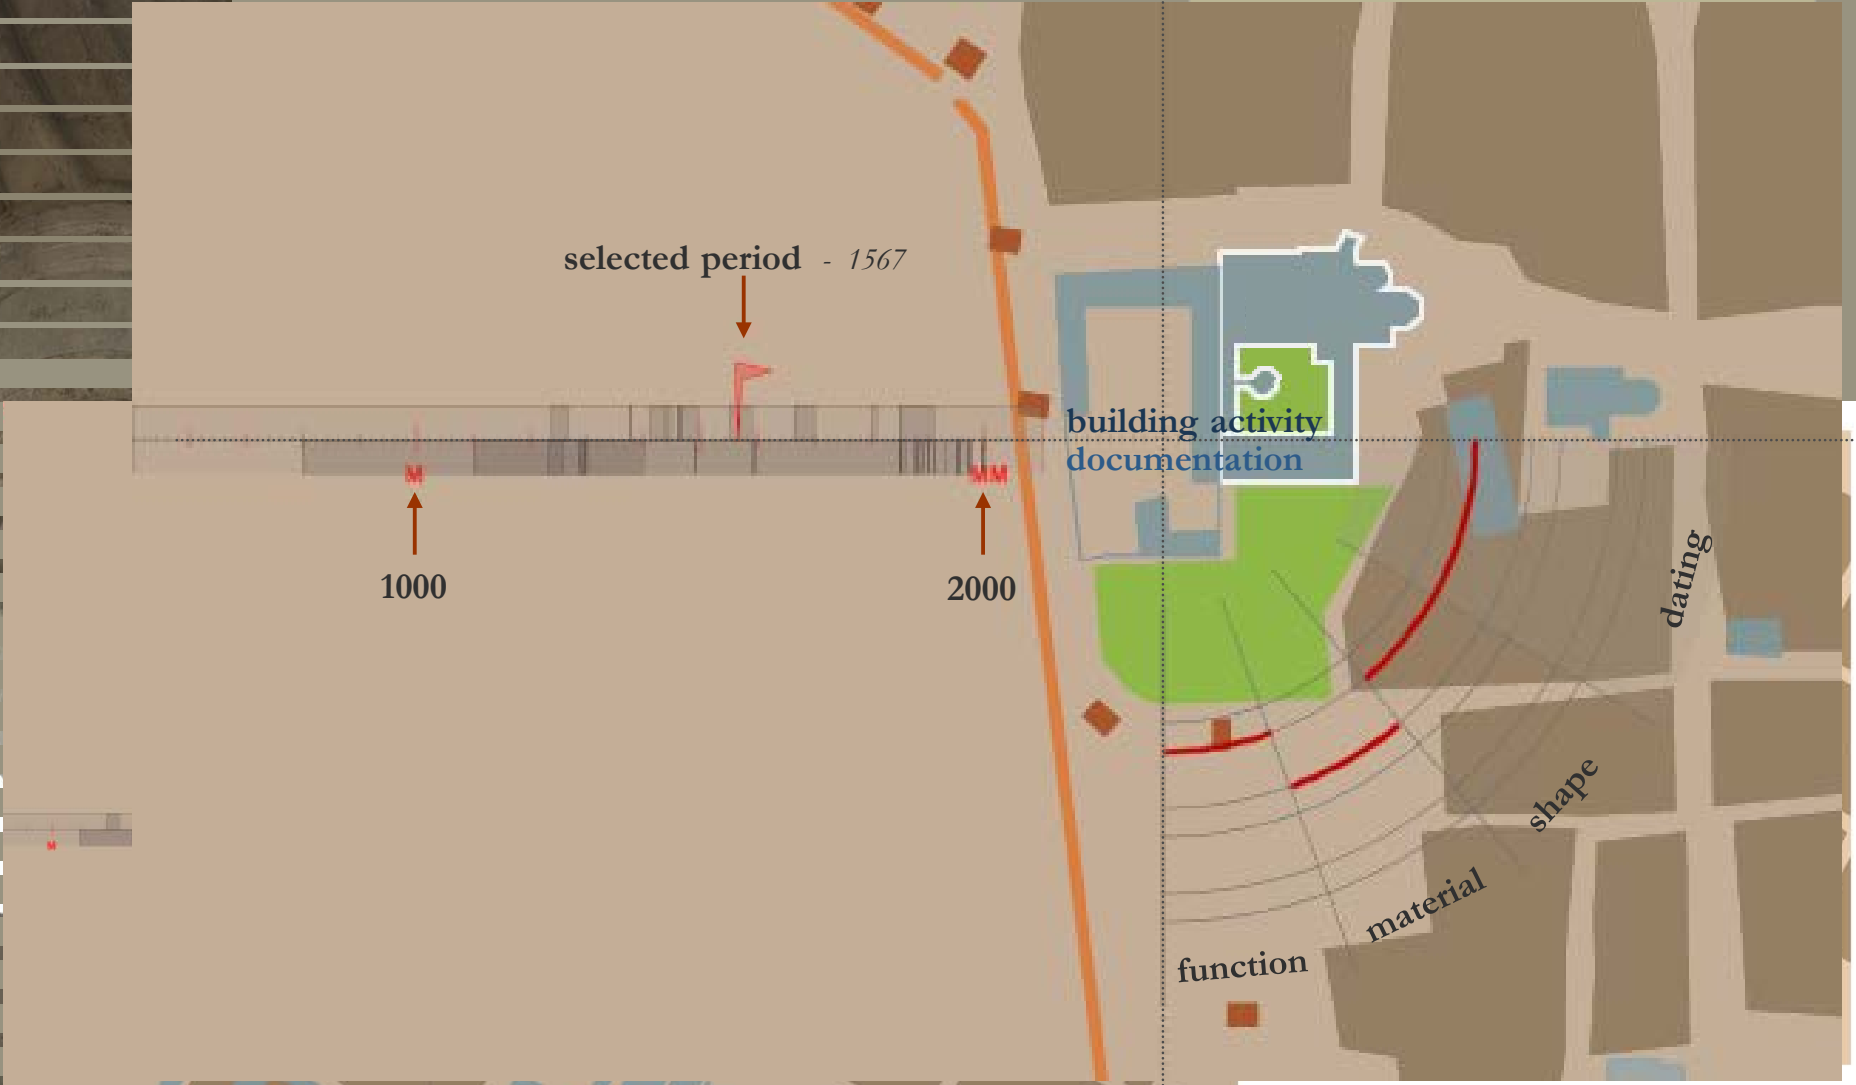 selected period - 1567
building activity
documentation
M
MM
1000
2000
dating
shape
M
material
function